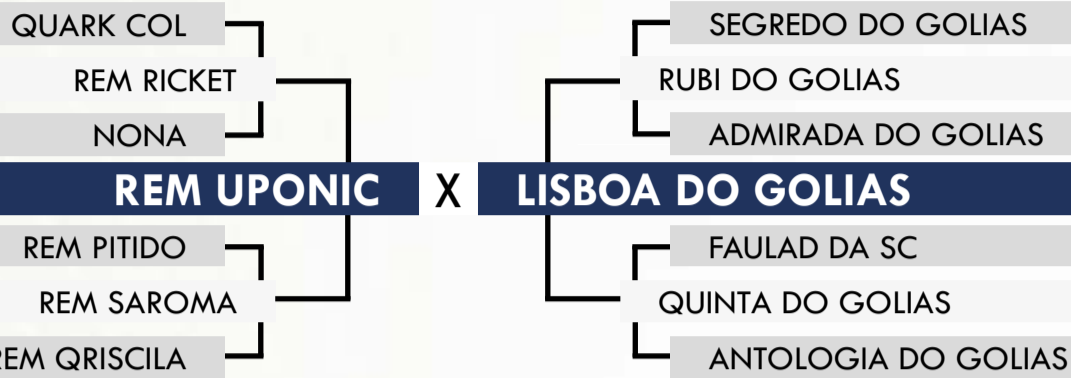 QUARK COL
REM RICKET
NONA
REM UPONIC X LISBOA DO GOLIAS
REM PITIDO
REM SAROMA
REM QRISCILA
SEGREDO DO GOLIAS
RUBI DO GOLIAS
ADMIRADA DO GOLIAS
FAULAD DA SC
QUINTA DO GOLIAS
ANTOLOGIA DO GOLIAS